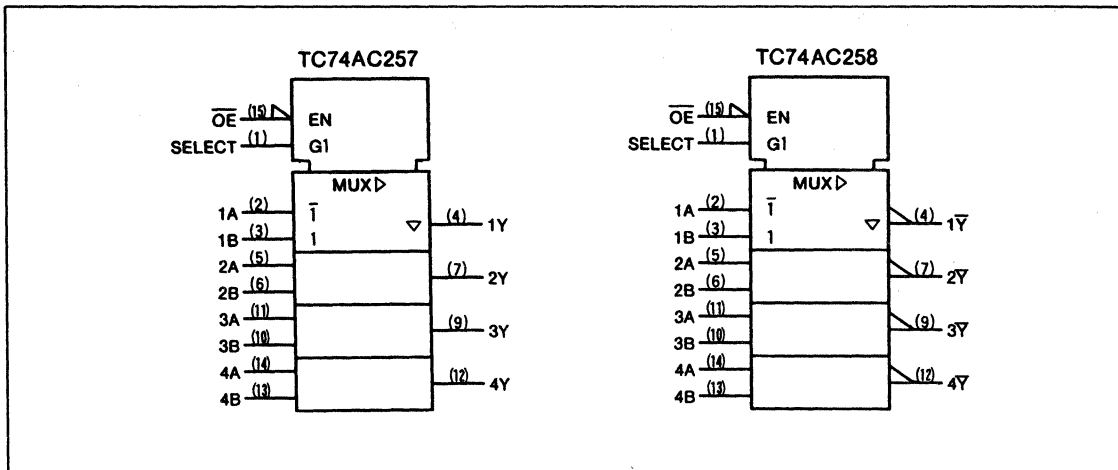 TC74AC257
O̅E̅ (15) EN
SELECT (1) G1
MUX▷
1A (2) 1̅
1B (3) 1
▽ (4) 1Y
2A (5)
2B (6)
(7) 2Y
3A (11)
3B (10)
(9) 3Y
4A (14)
4B (13)
(12) 4Y
TC74AC258
O̅E̅ (15) EN
SELECT (1) G1
MUX▷
1A (2) 1̅
1B (3) 1
▽ (4) 1Y̅
2A (5)
2B (6)
(7) 2Y̅
3A (11)
3B (10)
(9) 3Y̅
4A (14)
4B (13)
(12) 4Y̅